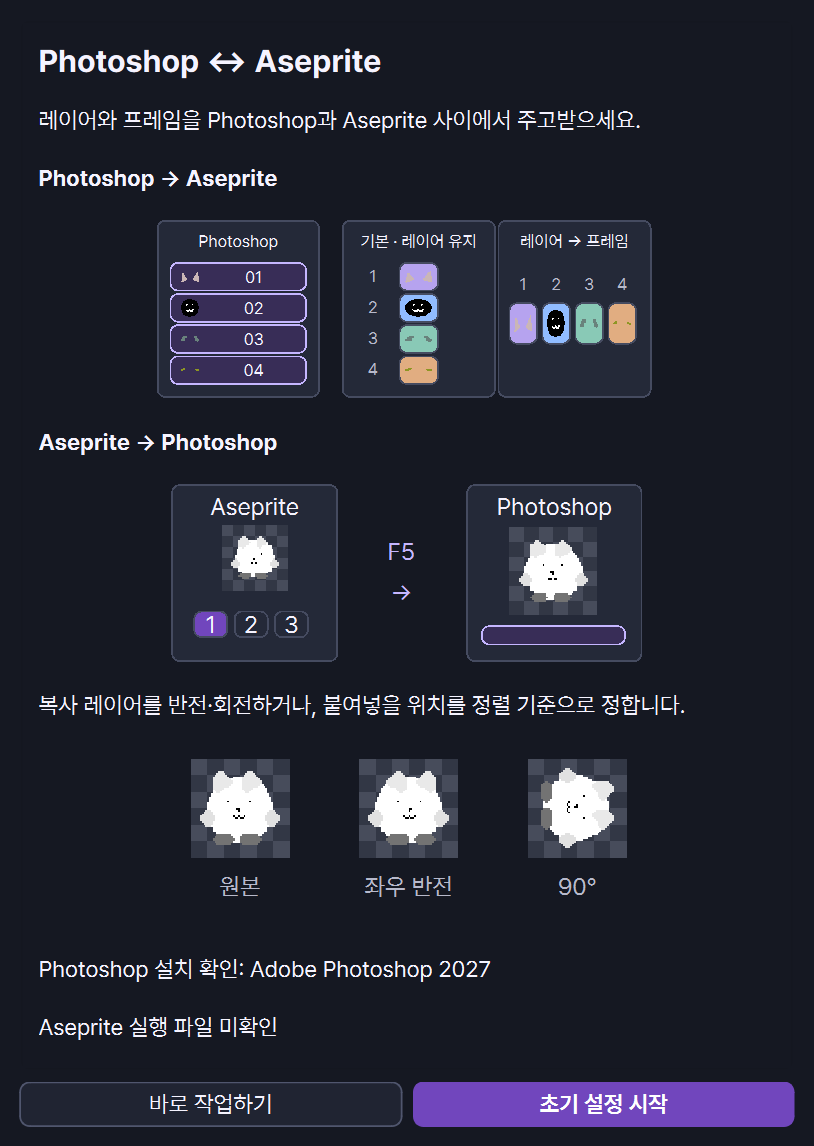 Photoshop ↔ Aseprite
레이어와 프레임을 Photoshop과 Aseprite 사이에서 주고받으세요.
Photoshop → Aseprite
Photoshop
01
02
03
04
기본 · 레이어 유지
1
2
3
4
레이어 → 프레임
1 2 3 4
Aseprite → Photoshop
Aseprite
1 2 3
F5
→
Photoshop
복사 레이어를 반전·회전하거나, 붙여넣을 위치를 정렬 기준으로 정합니다.
원본
좌우 반전
90°
Photoshop 설치 확인: Adobe Photoshop 2027
Aseprite 실행 파일 미확인
바로 작업하기
초기 설정 시작